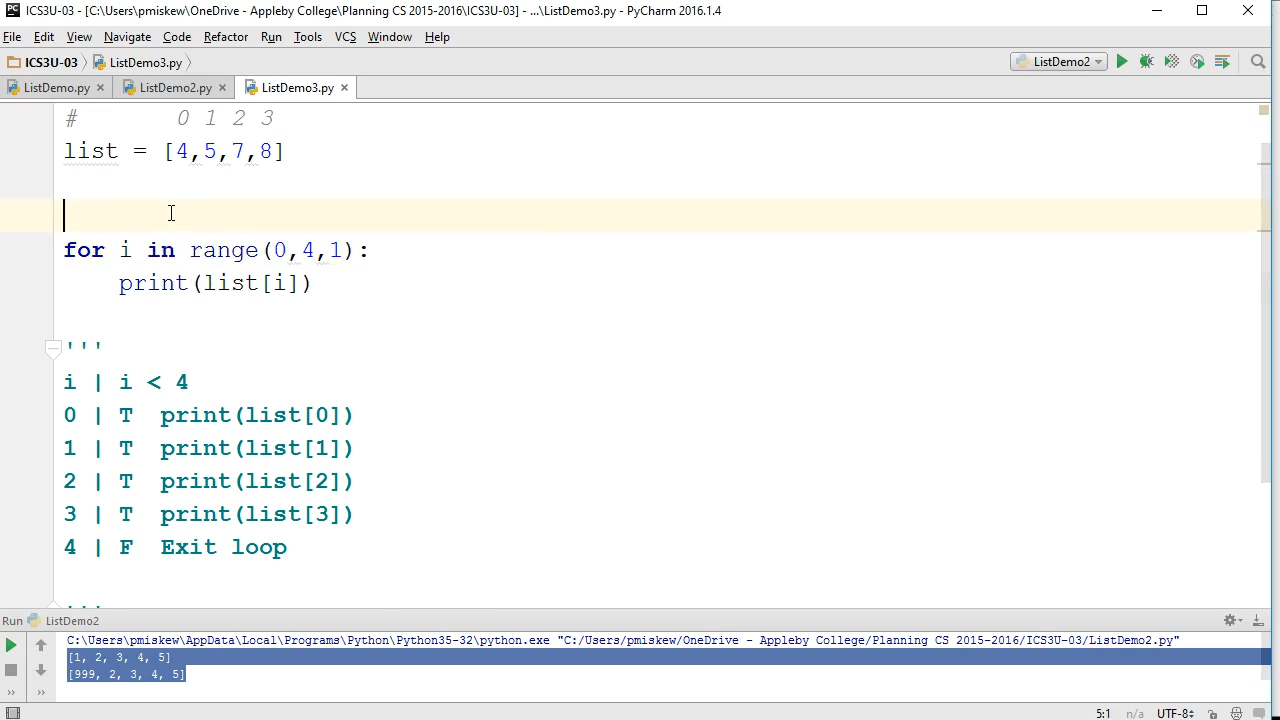 ICS3U-03 - [C:\Users\pmiskew\OneDrive - Appleby College\Planning CS 2015-2016\ICS3U-03] - ...\ListDemo3.py - PyCharm 2016.1.4
File Edit View Navigate Code Refactor Run Tools VCS Window Help
ICS3U-03 ListDemo3.py ListDemo2
ListDemo.py ListDemo2.py ListDemo3.py
# 0 1 2 3
list = [4,5,7,8]
for i in range(0,4,1):
print(list[i])
'''
i | i < 4
0 | T print(list[0])
1 | T print(list[1])
2 | T print(list[2])
3 | T print(list[3])
4 | F Exit loop
'''
Run ListDemo2
C:\Users\pmiskew\AppData\Local\Programs\Python\Python35-32\python.exe "C:/Users/pmiskew/OneDrive - Appleby College/Planning CS 2015-2016/ICS3U-03/ListDemo2.py"
[1, 2, 3, 4, 5]
[999, 2, 3, 4, 5]
5:1 n/a UTF-8